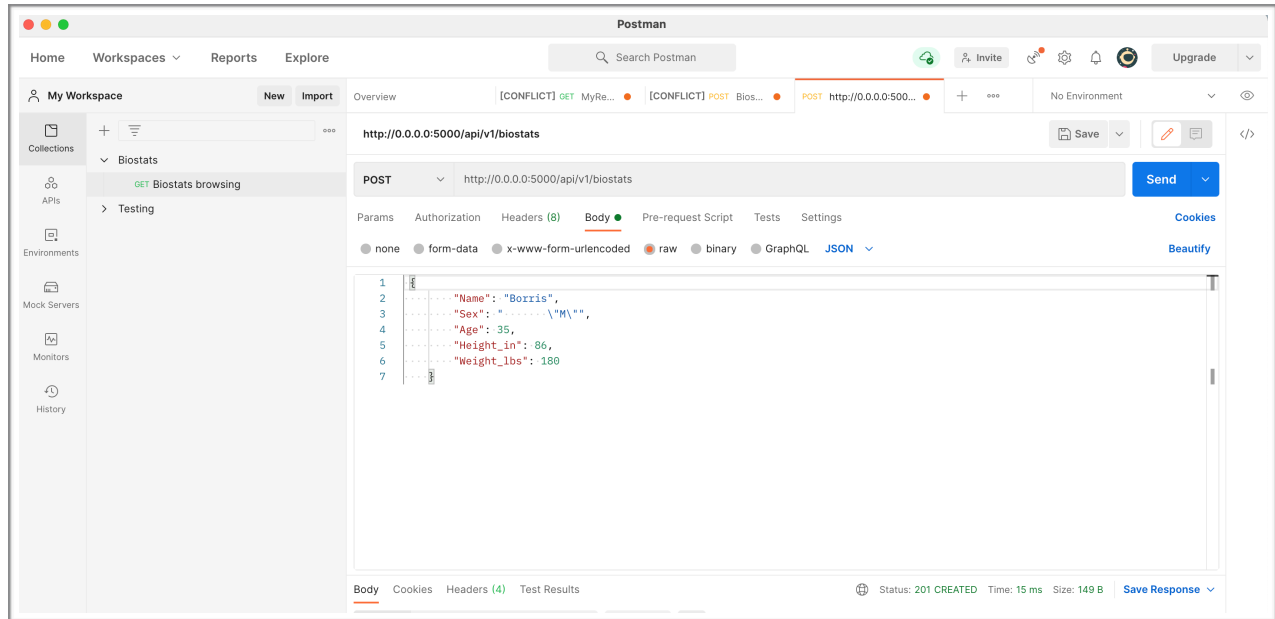 Postman
Home Workspaces Reports Explore Search Postman Invite Upgrade
My Workspace New Import Overview [CONFLICT] GET MyRe... [CONFLICT] POST Bios... POST http://0.0.0.0:500... No Environment
Collections
APIs
Environments
Mock Servers
Monitors
History
Biostats
GET Biostats browsing
Testing
http://0.0.0.0:5000/api/v1/biostats Save </>
POST http://0.0.0.0:5000/api/v1/biostats Send
Params Authorization Headers (8) Body Pre-request Script Tests Settings Cookies
none form-data x-www-form-urlencoded raw binary GraphQL JSON Beautify
1 {
2 "Name": "Borris",
3 "Sex": "       \"M\"",
4 "Age": 35,
5 "Height_in": 86,
6 "Weight_lbs": 180
7 }
Body Cookies Headers (4) Test Results Status: 201 CREATED Time: 15 ms Size: 149 B Save Response